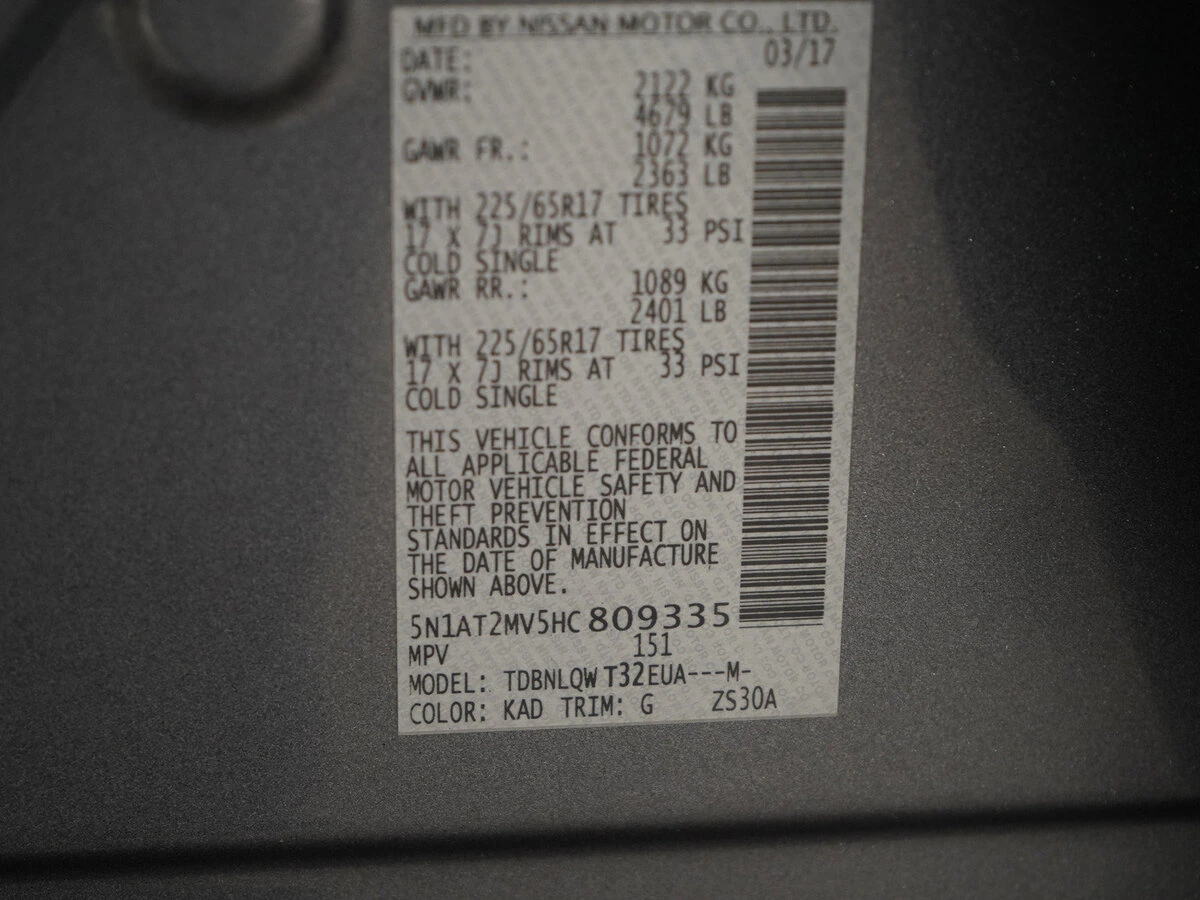 MFD BY NISSAN MOTOR CO., LTD.
DATE: 03/17
GVWR: 2122 KG
4679 LB
GAWR FR.: 1072 KG
2363 LB
WITH 225/65R17 TIRES
17 X 7J RIMS AT 33 PSI
COLD SINGLE
GAWR RR.: 1089 KG
2401 LB
WITH 225/65R17 TIRES
17 X 7J RIMS AT 33 PSI
COLD SINGLE
THIS VEHICLE CONFORMS TO
ALL APPLICABLE FEDERAL
MOTOR VEHICLE SAFETY AND
THEFT PREVENTION
STANDARDS IN EFFECT ON
THE DATE OF MANUFACTURE
SHOWN ABOVE.
5N1AT2MV5HC809335
MPV 151
MODEL: TDBNLQWT32EUA---M-
COLOR: KAD TRIM: G ZS30A